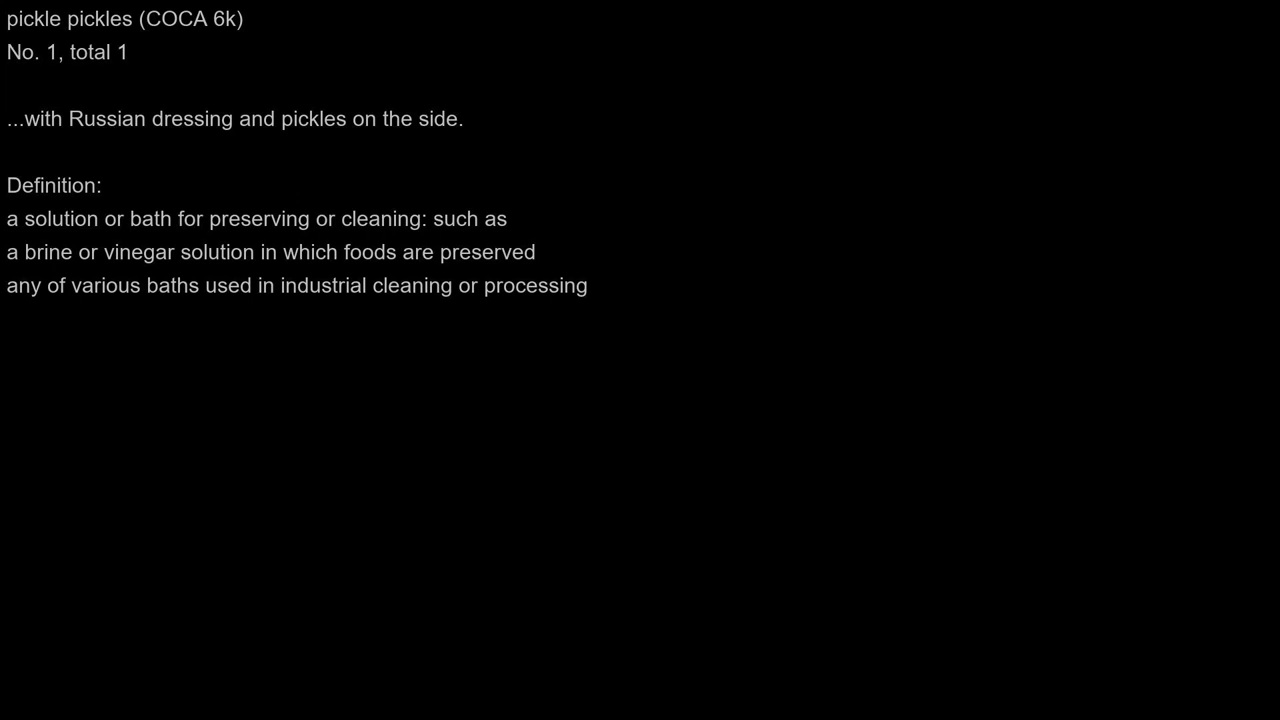 pickle pickles (COCA 6k)
No. 1, total 1
...with Russian dressing and pickles on the side.
Definition:
a solution or bath for preserving or cleaning: such as
a brine or vinegar solution in which foods are preserved
any of various baths used in industrial cleaning or processing